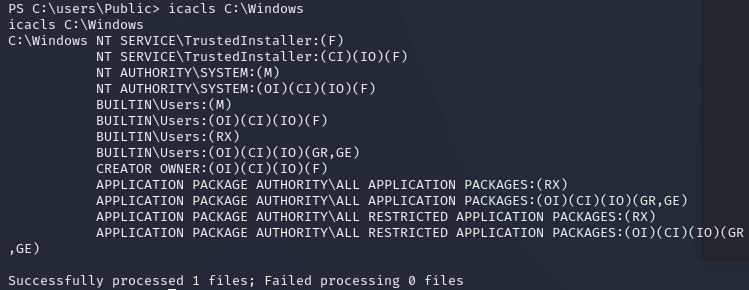 PS C:\users\Public> icacls C:\Windows
icacls C:\Windows
C:\Windows NT SERVICE\TrustedInstaller:(F)
NT SERVICE\TrustedInstaller:(CI)(IO)(F)
NT AUTHORITY\SYSTEM:(M)
NT AUTHORITY\SYSTEM:(OI)(CI)(IO)(F)
BUILTIN\Users:(M)
BUILTIN\Users:(OI)(CI)(IO)(F)
BUILTIN\Users:(RX)
BUILTIN\Users:(OI)(CI)(IO)(GR,GE)
CREATOR OWNER:(OI)(CI)(IO)(F)
APPLICATION PACKAGE AUTHORITY\ALL APPLICATION PACKAGES:(RX)
APPLICATION PACKAGE AUTHORITY\ALL APPLICATION PACKAGES:(OI)(CI)(IO)(GR,GE)
APPLICATION PACKAGE AUTHORITY\ALL RESTRICTED APPLICATION PACKAGES:(RX)
APPLICATION PACKAGE AUTHORITY\ALL RESTRICTED APPLICATION PACKAGES:(OI)(CI)(IO)(GR
,GE)
Successfully processed 1 files; Failed processing 0 files